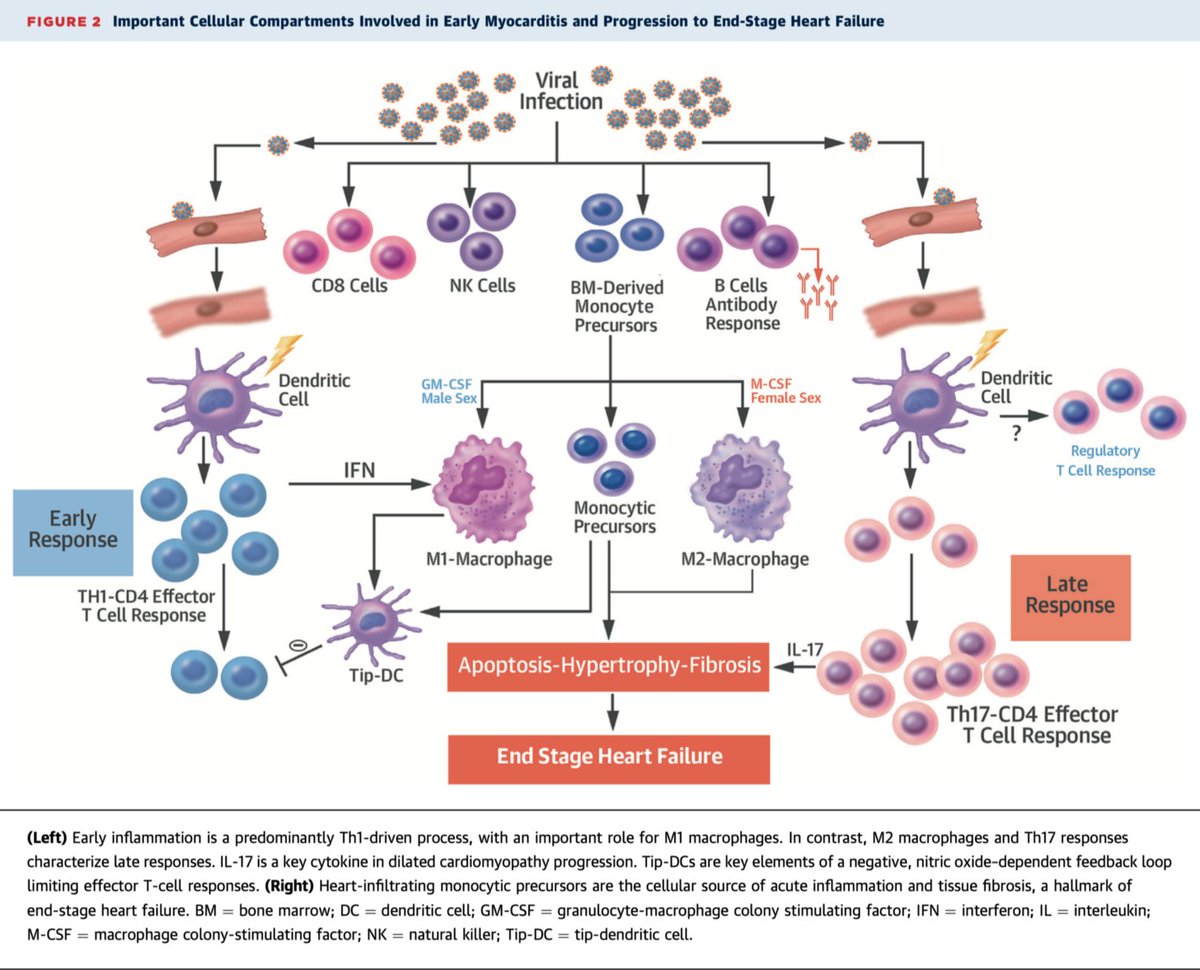 FIGURE 2 Important Cellular Compartments Involved in Early Myocarditis and Progression to End-Stage Heart Failure
Viral
Infection
CD8 Cells
NK Cells
BM-Derived
Monocyte
Precursors
B Cells
Antibody
Response
Dendritic
Cell
GM-CSF
Male Sex
M-CSF
Female Sex
Dendritic
Cell
?
Regulatory
T Cell Response
Early
Response
IFN
Monocytic
Precursors
M1-Macrophage
M2-Macrophage
TH1-CD4 Effector
T Cell Response
Late
Response
Tip-DC
Apoptosis-Hypertrophy-Fibrosis
IL-17
Th17-CD4 Effector
T Cell Response
End Stage Heart Failure
(Left) Early inflammation is a predominantly Th1-driven process, with an important role for M1 macrophages. In contrast, M2 macrophages and Th17 responses
characterize late responses. IL-17 is a key cytokine in dilated cardiomyopathy progression. Tip-DCs are key elements of a negative, nitric oxide–dependent feedback loop
limiting effector T-cell responses. (Right) Heart-infiltrating monocytic precursors are the cellular source of acute inflammation and tissue fibrosis, a hallmark of
end-stage heart failure. BM = bone marrow; DC = dendritic cell; GM-CSF = granulocyte-macrophage colony stimulating factor; IFN = interferon; IL = interleukin;
M-CSF = macrophage colony-stimulating factor; NK = natural killer; Tip-DC = tip-dendritic cell.